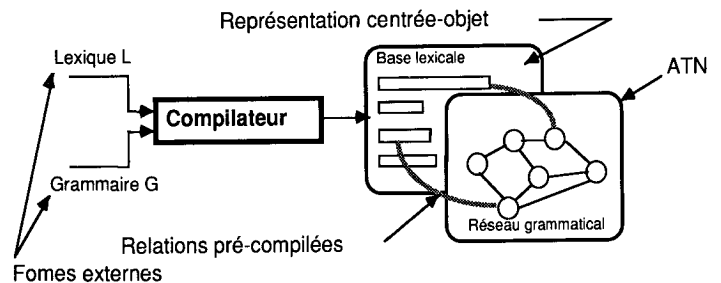 Représentation centrée-objet
Lexique L
Base lexicale
ATN
Compilateur
Grammaire G
Réseau grammatical
Relations pré-compilées
Fomes externes